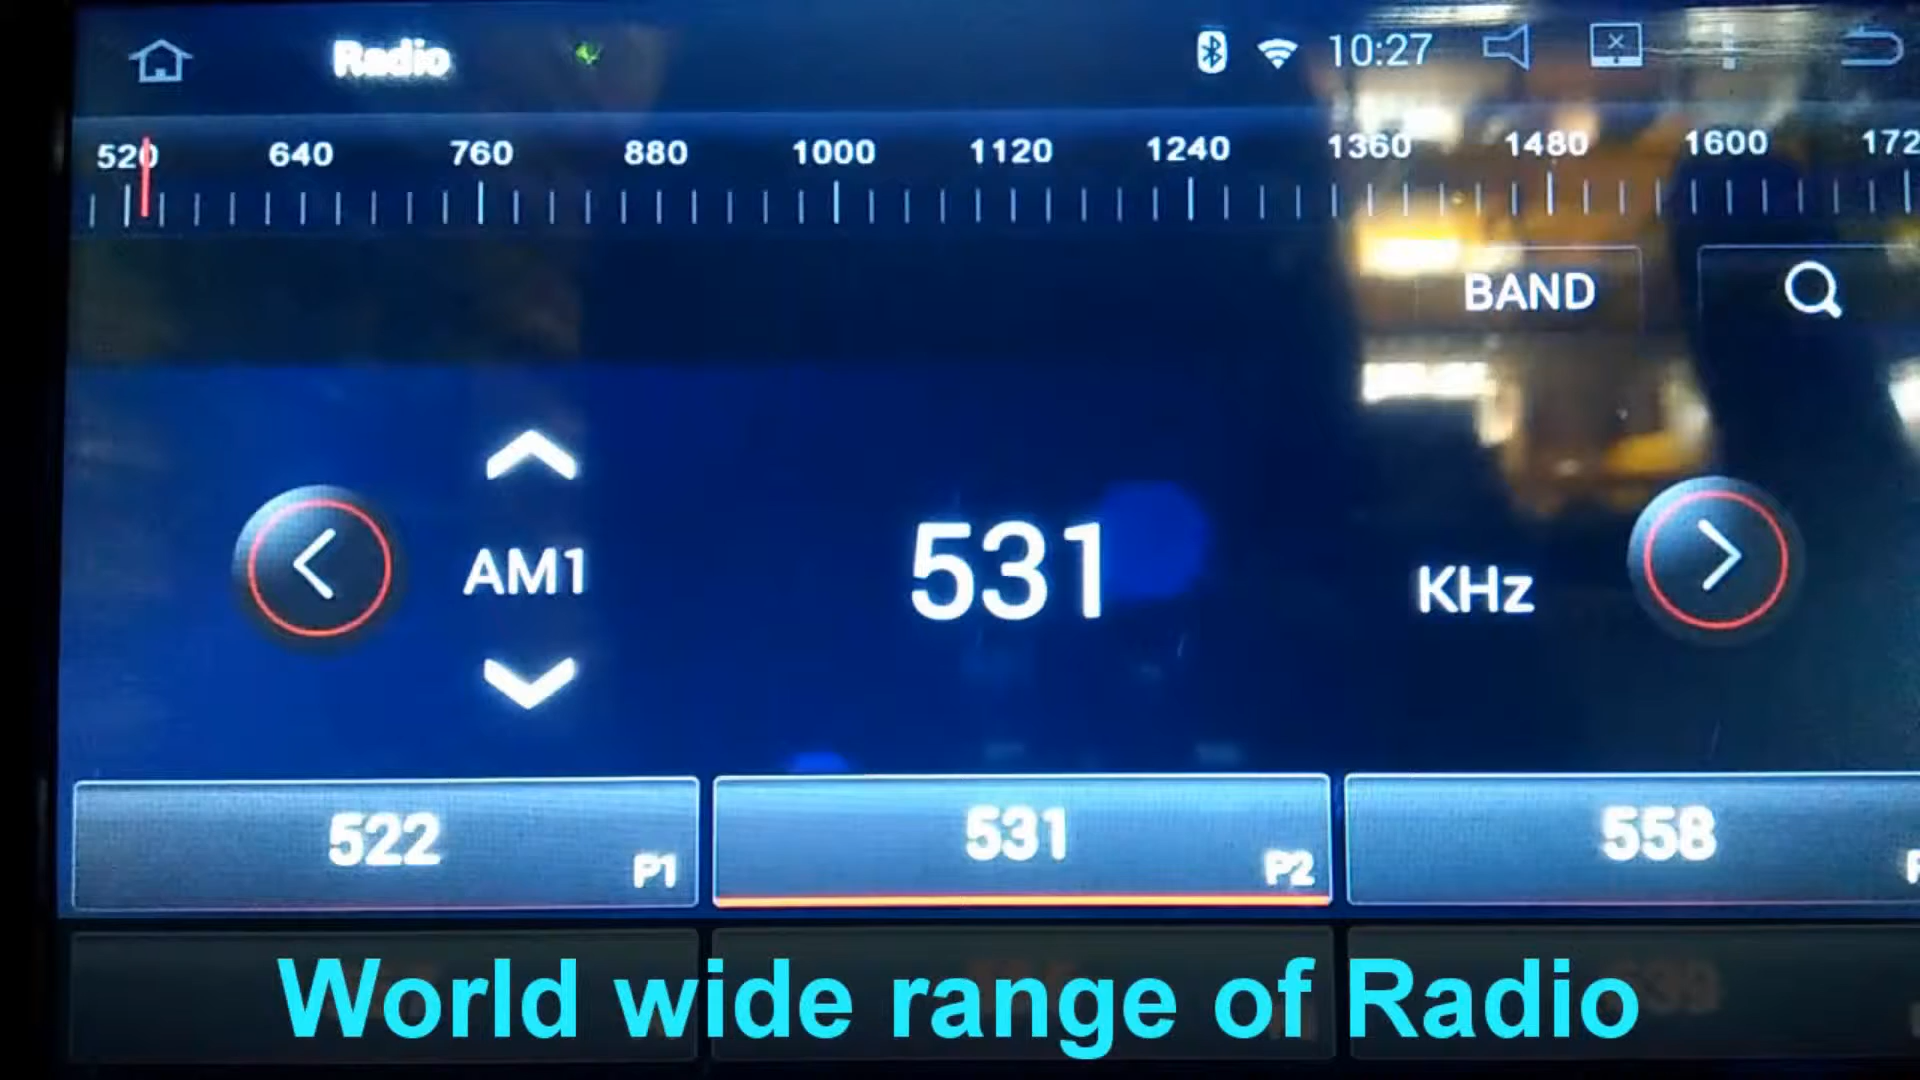 Radio 10:27
520 640 760 880 1000 1120 1240 1360 1480 1600 172
BAND
AM1 531 KHz
522 P1 531 P2 558
World wide range of Radio